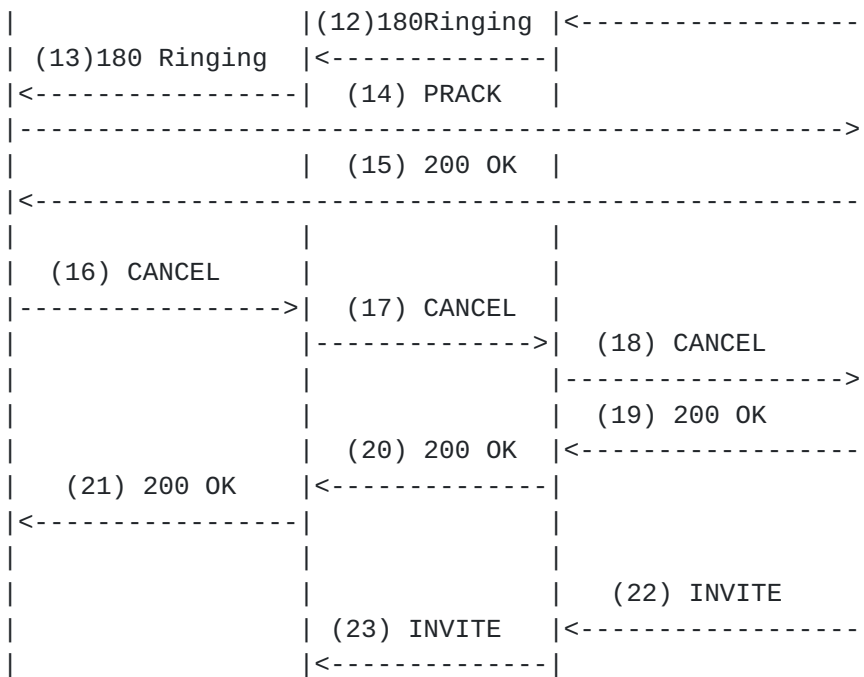 |                 |(12)180Ringing |<------------------
| (13)180 Ringing |<--------------|
|<----------------|  (14) PRACK   |
|---------------------------------------------------->
|                 |  (15) 200 OK  |
|<----------------------------------------------------
|                 |               |
|  (16) CANCEL    |               |
|---------------->|  (17) CANCEL  |
|                 |-------------->|  (18) CANCEL
|                 |               |------------------>
|                 |               |  (19) 200 OK
|                 |  (20) 200 OK  |<------------------
|   (21) 200 OK   |<--------------|
|<----------------|               |
|                 |               |
|                 |               |   (22) INVITE
|                 | (23) INVITE   |<------------------
|                 |<--------------|